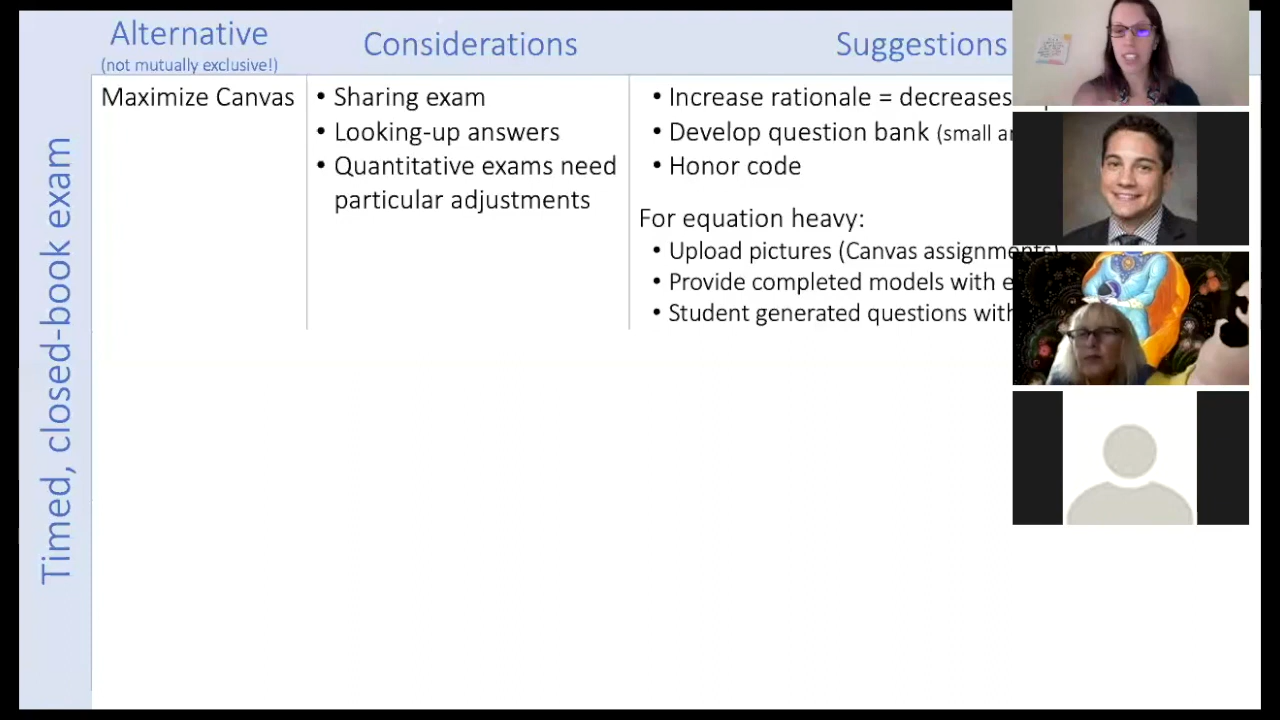 Alternative
(not mutually exclusive!)
Considerations
Suggestions
Timed, closed-book exam
Maximize Canvas
• Sharing exam
• Looking-up answers
• Quantitative exams need
particular adjustments
• Increase rationale = decreases
• Develop question bank (small
• Honor code
For equation heavy:
• Upload pictures (Canvas assignments)
• Provide completed models with
• Student generated questions with